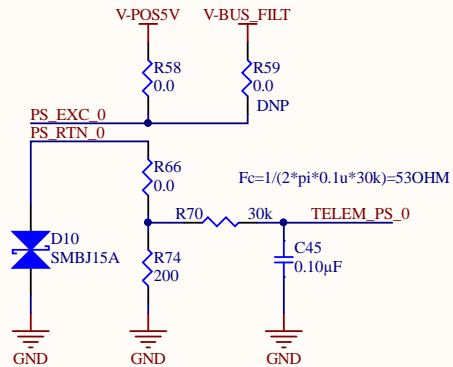 V-POS5V V-BUS_FILT
R58
0.0
R59
0.0
DNP
PS_EXC_0
PS_RTN_0
R66
0.0
Fc=1/(2*pi*0.1u*30k)=53OHM
R70 30k TELEM_PS_0
D10
SMBJ15A
R74
200
C45
0.10µF
GND GND GND